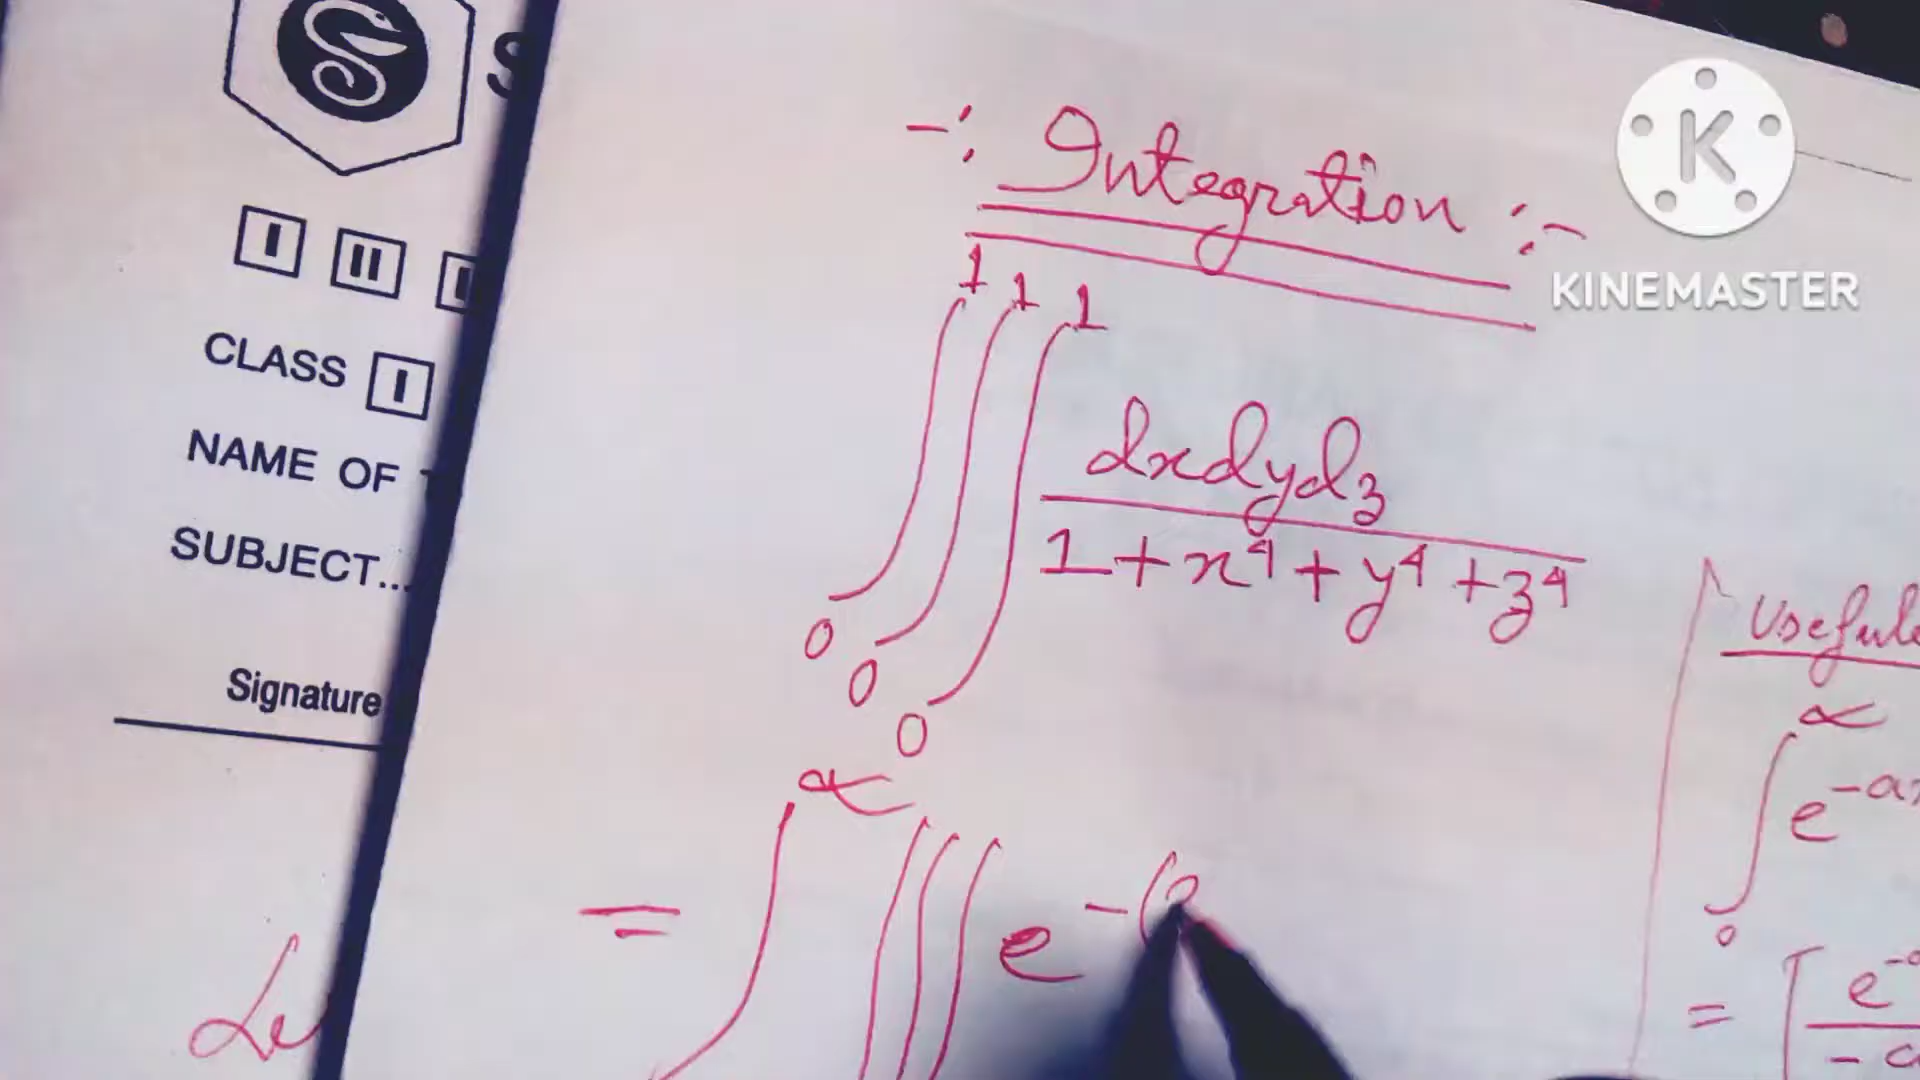 -: Integration :-
KINEMASTER
I II
CLASS I
NAME OF
SUBJECT...
Signature
1 1 1
∫∫∫ dxdydz / 1+x⁴+y⁴+z⁴
0 0 0
∝
= ∫∫∫∫ e⁻⁽
Useful
∝
∫ e⁻ᵃˣ
0
= [ e⁻ᵃ / -a